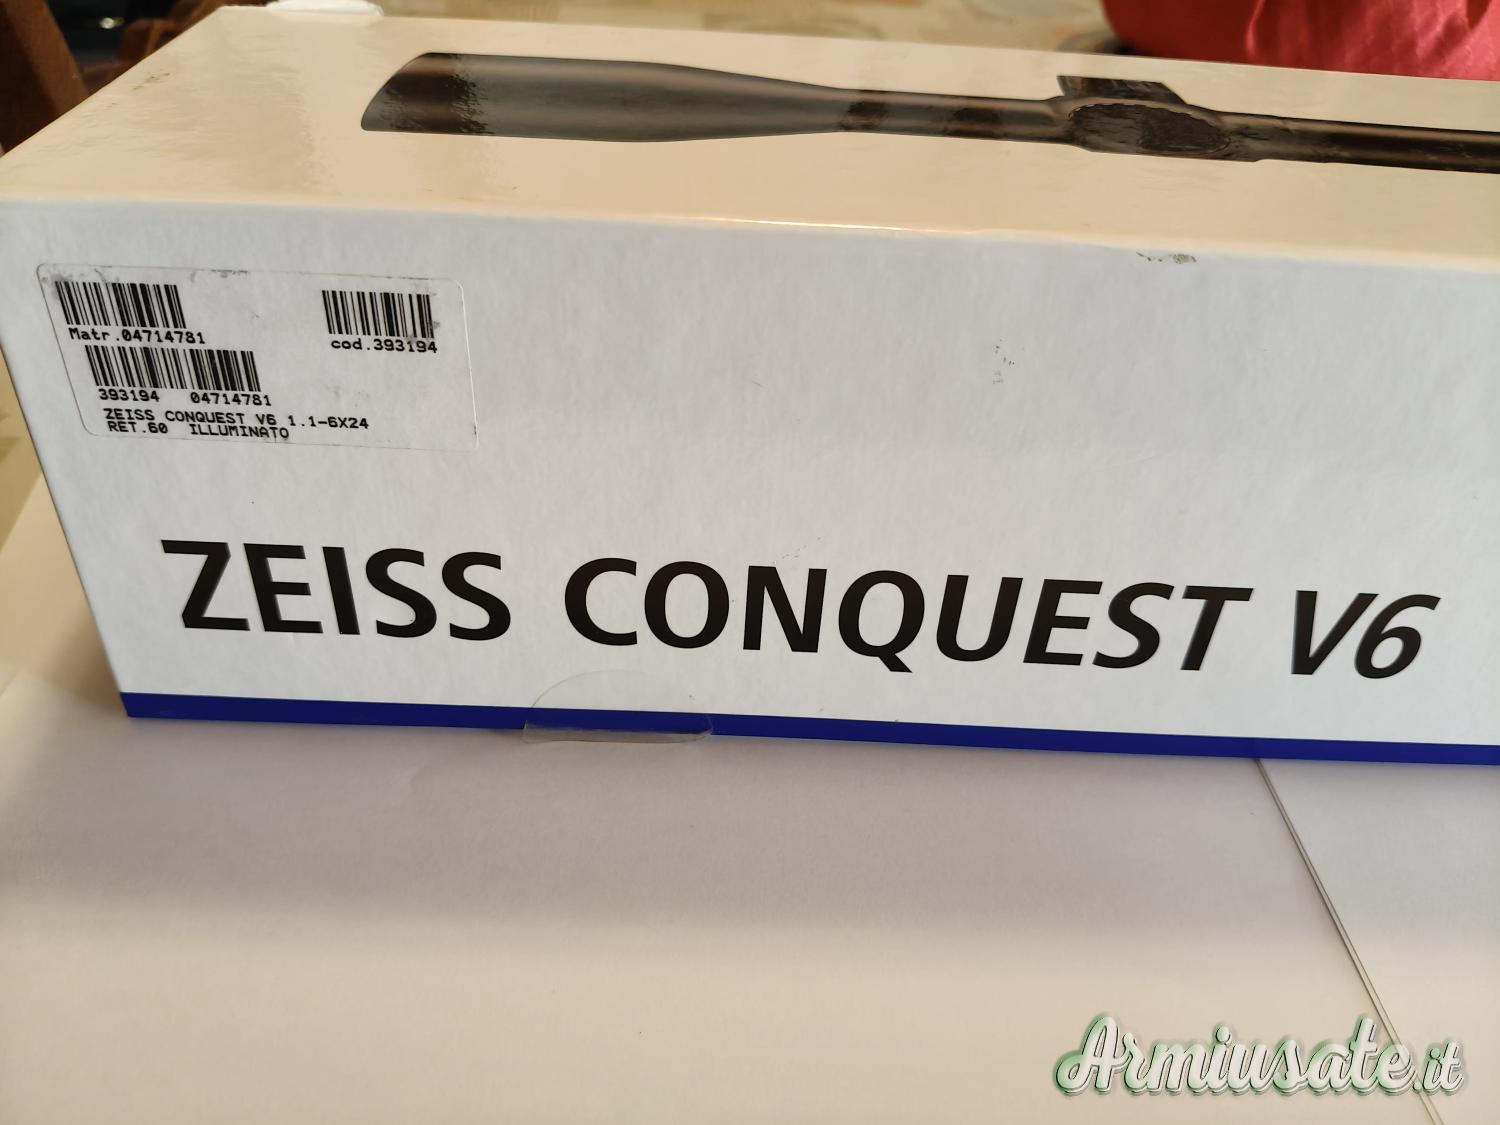 Matr.04714781
cod.393194
393194 04714781
ZEISS CONQUEST V6 1.1-6X24
RET.60 ILLUMINATO
ZEISS CONQUEST V6
Armiusate.it